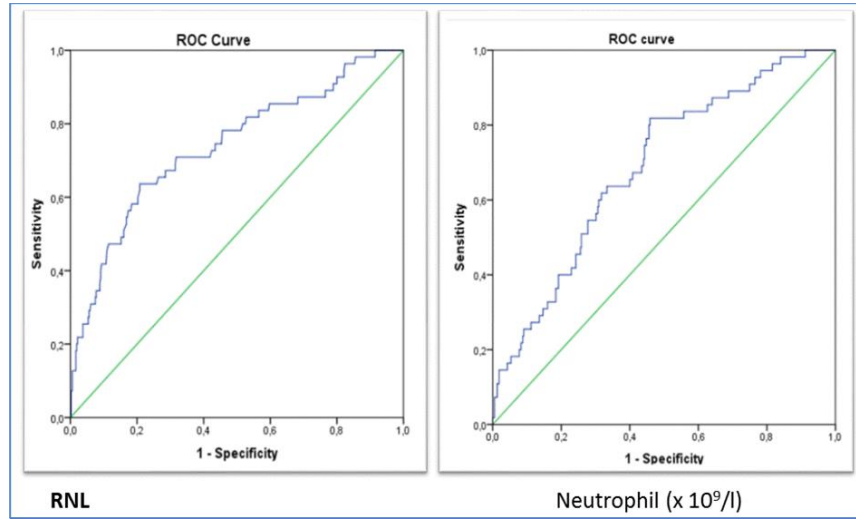 ROC Curve
1,0
0,8
0,6
0,4
0,2
0,0
Sensitivity
0,0 0,2 0,4 0,6 0,8 1,0
1 - Specificity
RNL
ROC curve
1,0
0,8
0,6
0,4
0,2
0,0
Sensitivity
0,0 0,2 0,4 0,6 0,8 1,0
1 - Specificity
Neutrophil (x 10⁹/l)